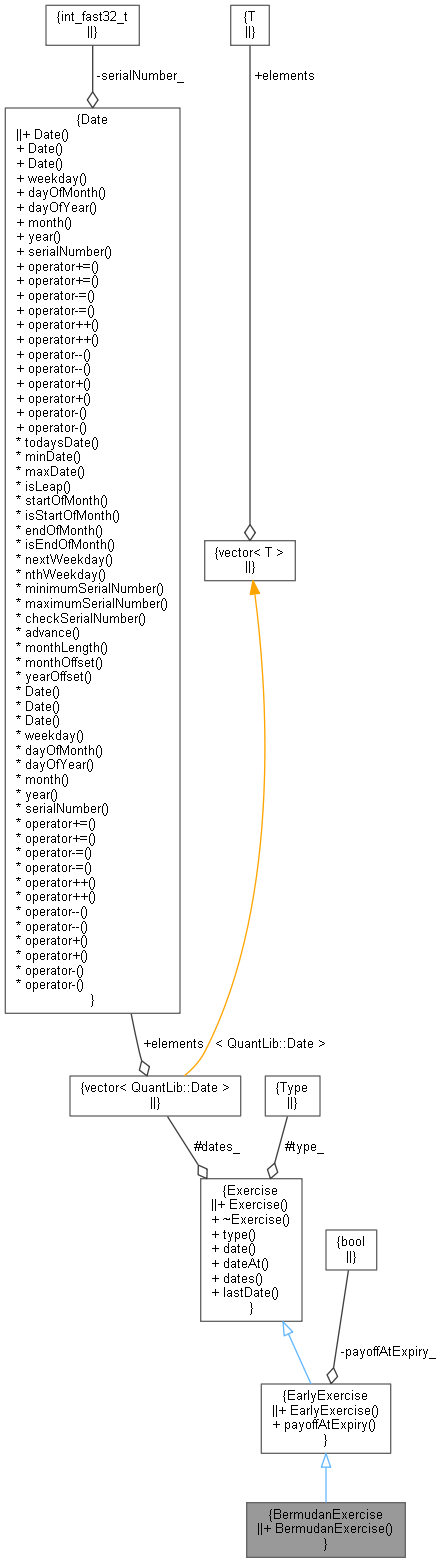 {int_fast32_t
||}
{T
||}
-serialNumber_
+elements
{Date
||+ Date()
+ Date()
+ Date()
+ weekday()
+ dayOfMonth()
+ dayOfYear()
+ month()
+ year()
+ serialNumber()
+ operator+=()
+ operator+=()
+ operator-=()
+ operator-=()
+ operator++()
+ operator++()
+ operator--()
+ operator--()
+ operator+()
+ operator+()
+ operator-()
+ operator-()
* todaysDate()
* minDate()
* maxDate()
* isLeap()
* startOfMonth()
* isStartOfMonth()
* endOfMonth()
* isEndOfMonth()
* nextWeekday()
* nthWeekday()
* minimumSerialNumber()
* maximumSerialNumber()
* checkSerialNumber()
* advance()
* monthLength()
* monthOffset()
* yearOffset()
* Date()
* Date()
* Date()
* weekday()
* dayOfMonth()
* dayOfYear()
* month()
* year()
* serialNumber()
* operator+=()
* operator+=()
* operator-=()
* operator-=()
* operator++()
* operator++()
* operator--()
* operator--()
* operator+()
* operator+()
* operator-()
* operator-()
}
{vector< T >
||}
+elements
< QuantLib::Date >
{vector< QuantLib::Date >
||}
{Type
||}
#dates_
#type_
{Exercise
||+ Exercise()
+ ~Exercise()
+ type()
+ date()
+ dateAt()
+ dates()
+ lastDate()
}
{bool
||}
-payoffAtExpiry_
{EarlyExercise
||+ EarlyExercise()
+ payoffAtExpiry()
}
{BermudanExercise
||+ BermudanExercise()
}